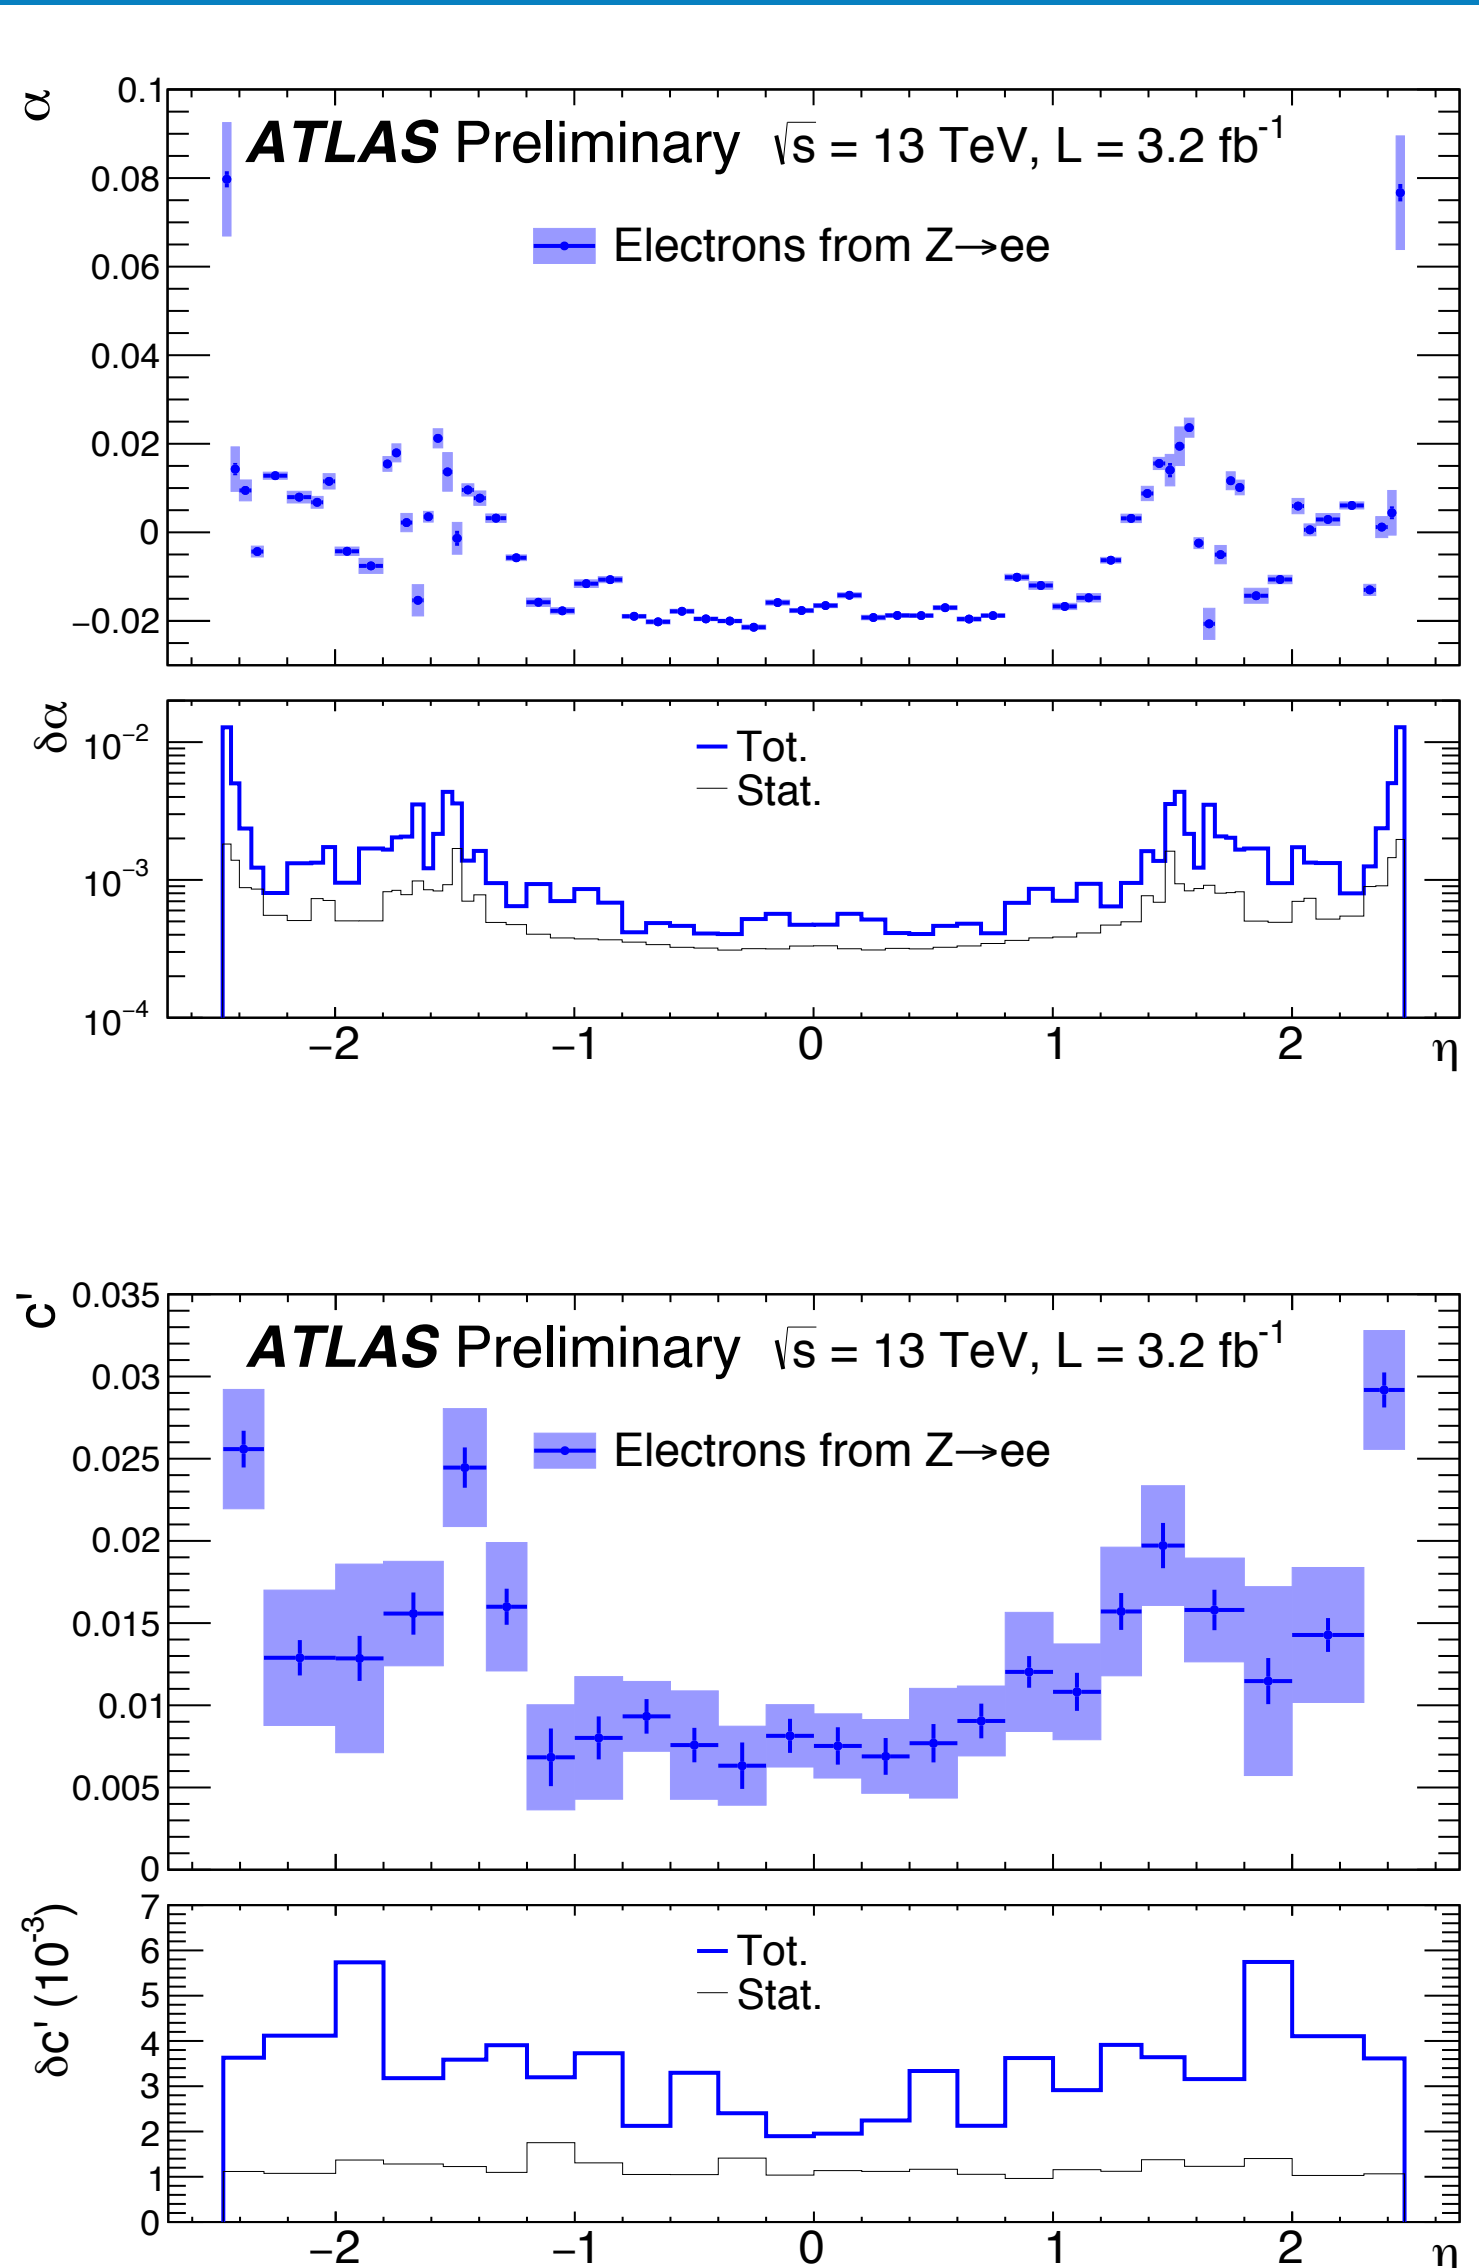 α
0.1
ATLAS Preliminary √s = 13 TeV, L = 3.2 fb⁻¹
0.08
Electrons from Z→ee
0.06
0.04
0.02
0
−0.02
δα
10⁻²
Tot.
Stat.
10⁻³
10⁻⁴
−2 −1 0 1 2 η
c'
0.035
ATLAS Preliminary √s = 13 TeV, L = 3.2 fb⁻¹
0.03
Electrons from Z→ee
0.025
0.02
0.015
0.01
0.005
0
δc' (10⁻³)
7
6
Tot.
5
Stat.
4
3
2
1
0
−2 −1 0 1 2 η